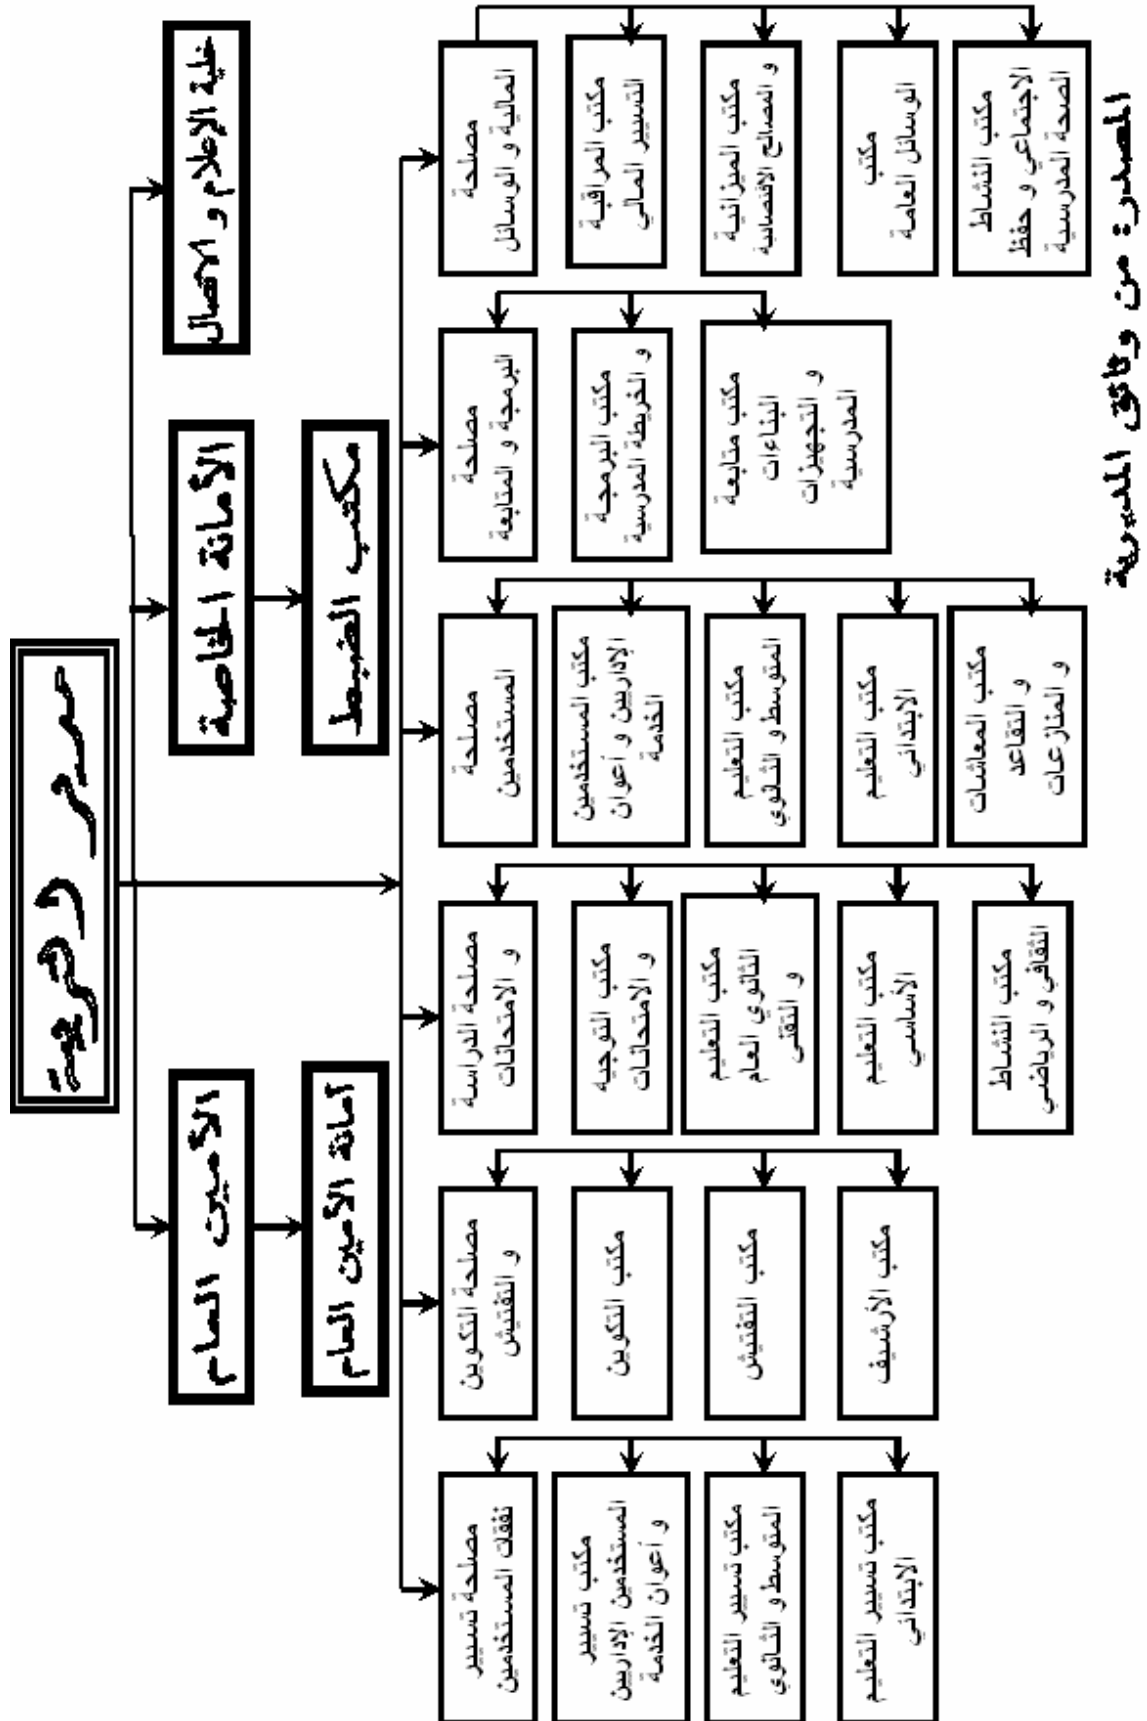 خلية الإعلام و الاتصال
الأمانة الخاصة
الأمين العام
مكتب الضبط
أمانة الأمين العام
مصلحة
المالية و الوسائل
مكتب المراقبة
التسيير المالي
مكتب الميزانية
و المصالح الاقتصادية
مكتب
الوسائل العامة
مكتب النشاط
الاجتماعي و حفظ
الصحة المدرسية
مصلحة
البرمجة و المتابعة
مكتب البرمجة
و الخريطة المدرسية
مكتب متابعة
البناءات
و التجهيزات
المدرسية
مصلحة
المستخدمين
مكتب المستخدمين
الإداريين و أعوان
الخدمة
مكتب التعليم
المتوسط و الثانوي
مكتب التعليم
الابتدائي
مكتب المعاشات
و التقاعد
و المنازعات
مصلحة الدراسة
و الامتحانات
مكتب التوجيه
و الامتحانات
مكتب التعليم
الثانوي العام
و التقني
مكتب التعليم
الأساسي
مكتب النشاط
الثقافي و الرياضي
مصلحة التكوين
و التفتيش
مكتب التكوين
مكتب التفتيش
مكتب الأرشيف
مصلحة تسيير
نفقات المستخدمين
مكتب تسيير
المستخدمين الإداريين
و أعوان الخدمة
مكتب تسيير التعليم
المتوسط و الثانوي
مكتب تسيير التعليم
الابتدائي
المصدر: من وثائق المديرية